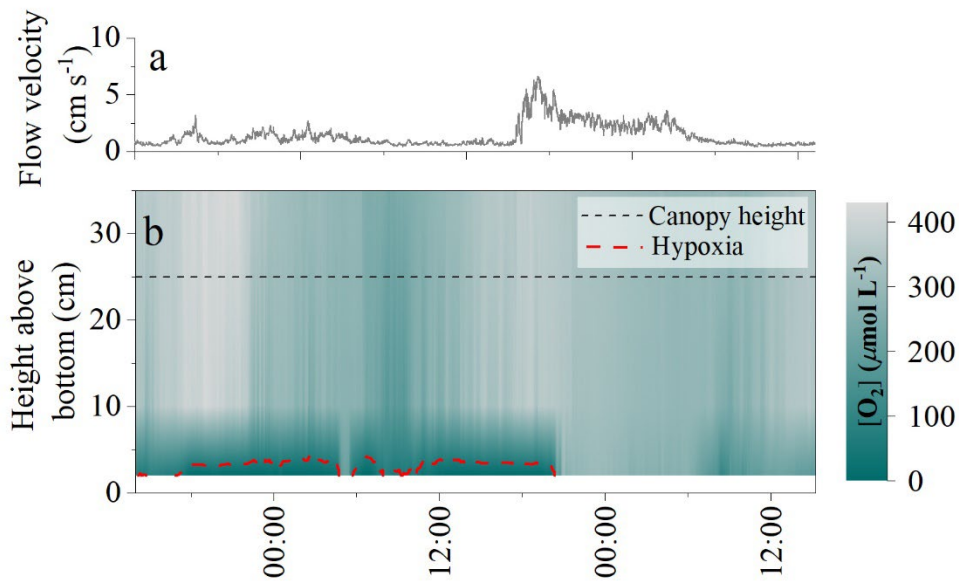 Flow velocity
(cm s⁻¹)
10
5
0
a
Height above
bottom (cm)
30
20
10
0
b
Canopy height
Hypoxia
00:00
12:00
00:00
12:00
[O₂] (μmol L⁻¹)
400
300
200
100
0